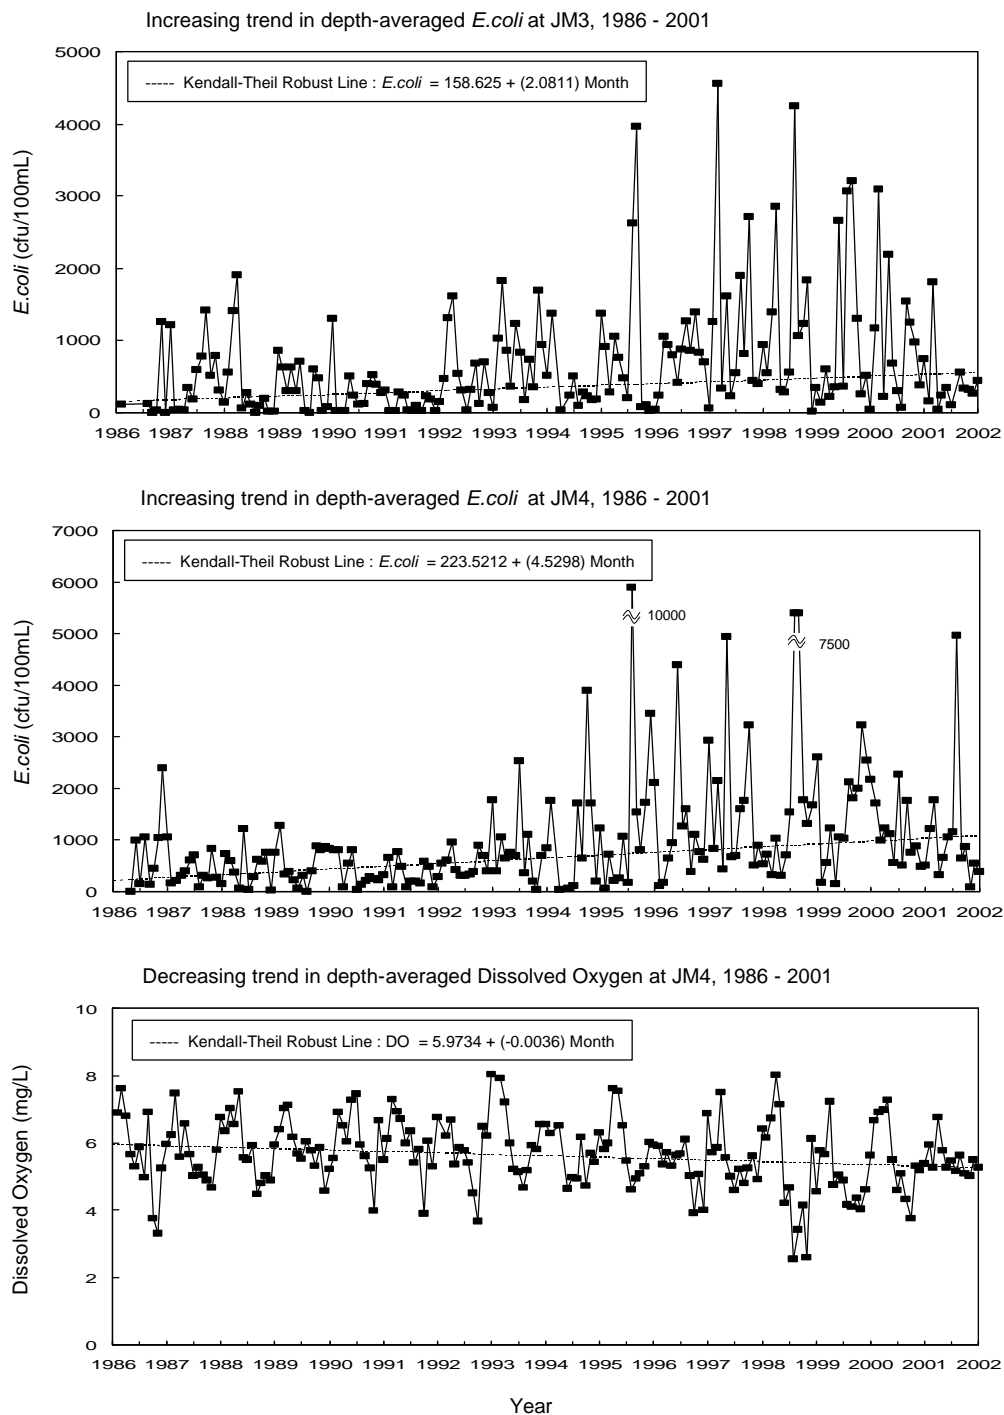 Increasing trend in depth-averaged E.coli at JM3, 1986 - 2001
5000
4000
3000
2000
1000
0
E.coli (cfu/100mL)
----- Kendall-Theil Robust Line : E.coli = 158.625 + (2.0811) Month
1986 1987 1988 1989 1990 1991 1992 1993 1994 1995 1996 1997 1998 1999 2000 2001 2002
Increasing trend in depth-averaged E.coli at JM4, 1986 - 2001
7000
6000
5000
4000
3000
2000
1000
0
E.coli (cfu/100mL)
----- Kendall-Theil Robust Line : E.coli = 223.5212 + (4.5298) Month
10000
7500
1986 1987 1988 1989 1990 1991 1992 1993 1994 1995 1996 1997 1998 1999 2000 2001 2002
Decreasing trend in depth-averaged Dissolved Oxygen at JM4, 1986 - 2001
10
8
6
4
2
0
Dissolved Oxygen (mg/L)
----- Kendall-Theil Robust Line : DO = 5.9734 + (-0.0036) Month
1986 1987 1988 1989 1990 1991 1992 1993 1994 1995 1996 1997 1998 1999 2000 2001 2002
Year